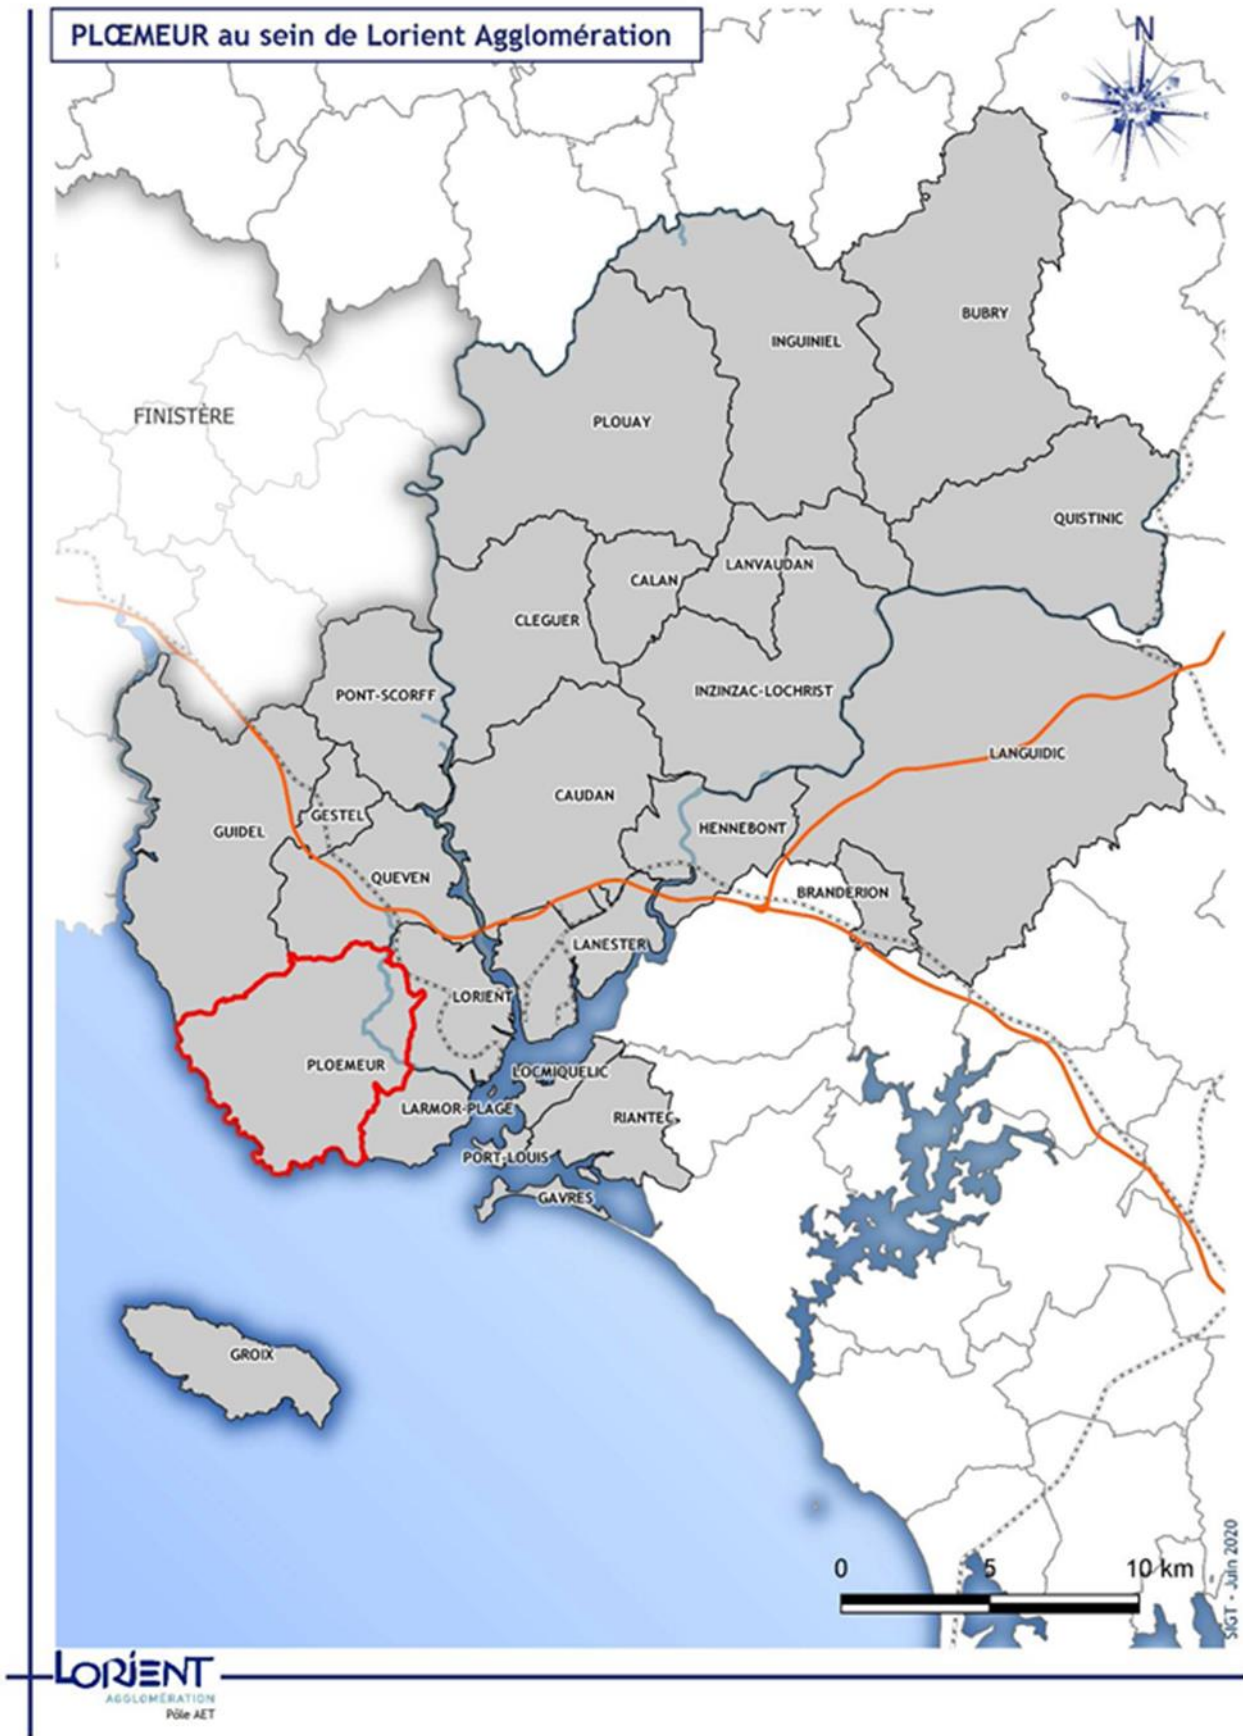 PLŒMEUR au sein de Lorient Agglomération
N
O
E
S
BUBRY
INGUINIEL
FINISTÈRE
PLOUAY
QUISTINIC
LANVAUDAN
CALAN
CLEGUER
PONT-SCORFF
INZINZAC-LOCHRIST
LANGUIDIC
CAUDAN
GESTEL
HENNEBONT
GUIDEL
QUEVEN
BRANDERION
LANESTER
LORIENT
PLOEMEUR
LOCMIQUELIC
LARMOR-PLAGE
RIANTEC
PORT-LOUIS
GAVRES
GROIX
0 5 10 km
SIGT - Juin 2020
LORIENT
AGGLOMÉRATION
Pôle AET